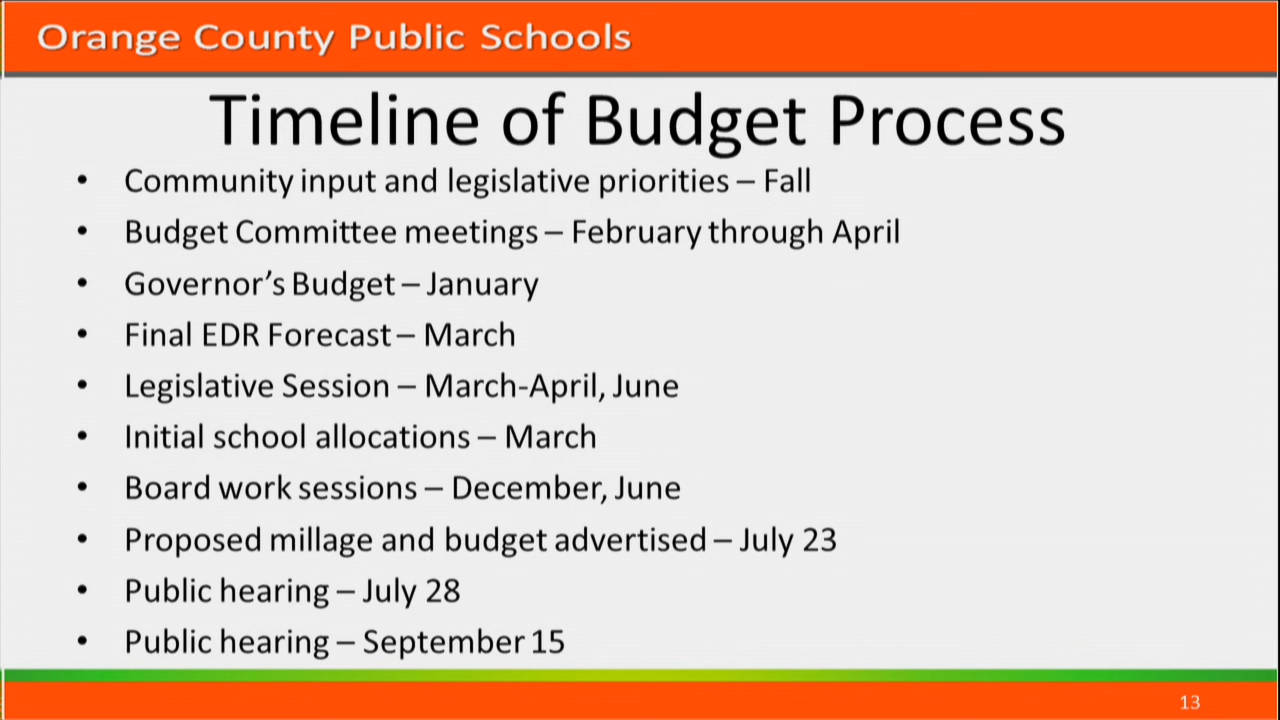 Orange County Public Schools
Timeline of Budget Process
• Community input and legislative priorities – Fall
• Budget Committee meetings – February through April
• Governor’s Budget – January
• Final EDR Forecast – March
• Legislative Session – March-April, June
• Initial school allocations – March
• Board work sessions – December, June
• Proposed millage and budget advertised – July 23
• Public hearing – July 28
• Public hearing – September 15
13